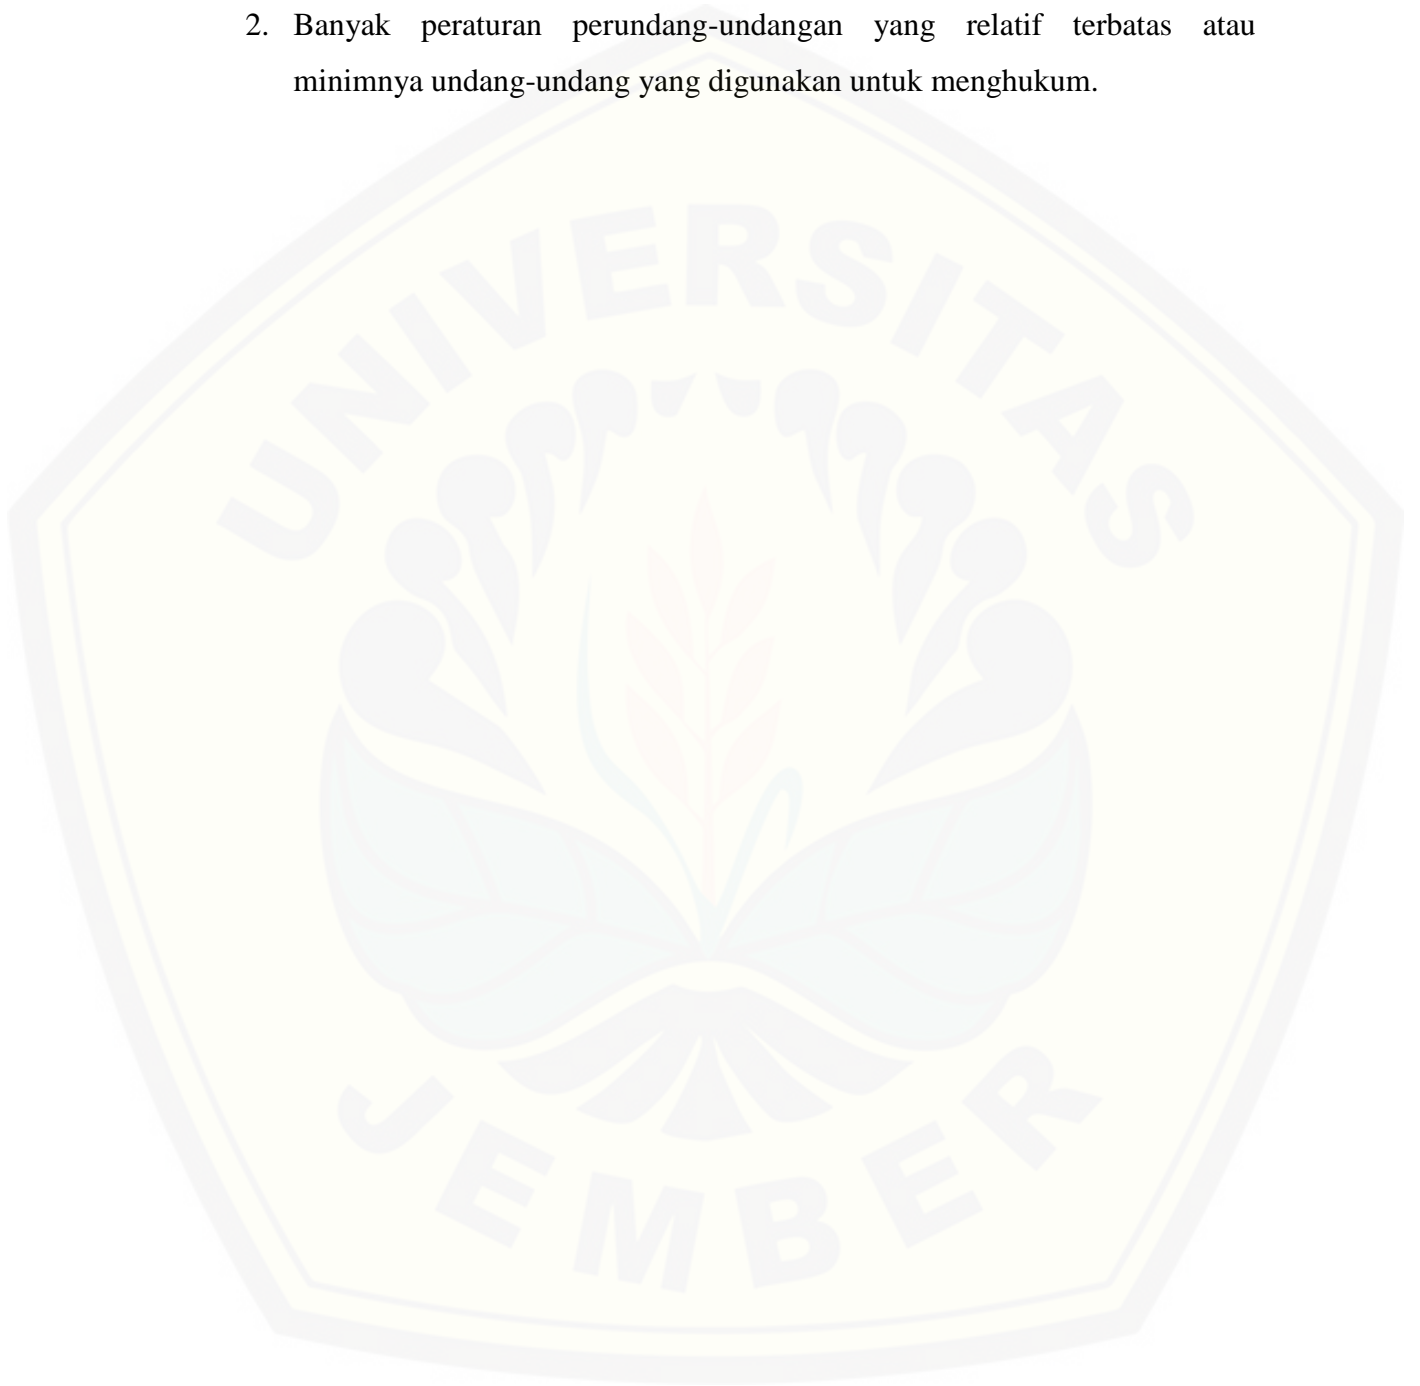 2. Banyak peraturan perundang-undangan yang relatif terbatas atau
minimnya undang-undang yang digunakan untuk menghukum.
UNIVERSITAS
JEMBER